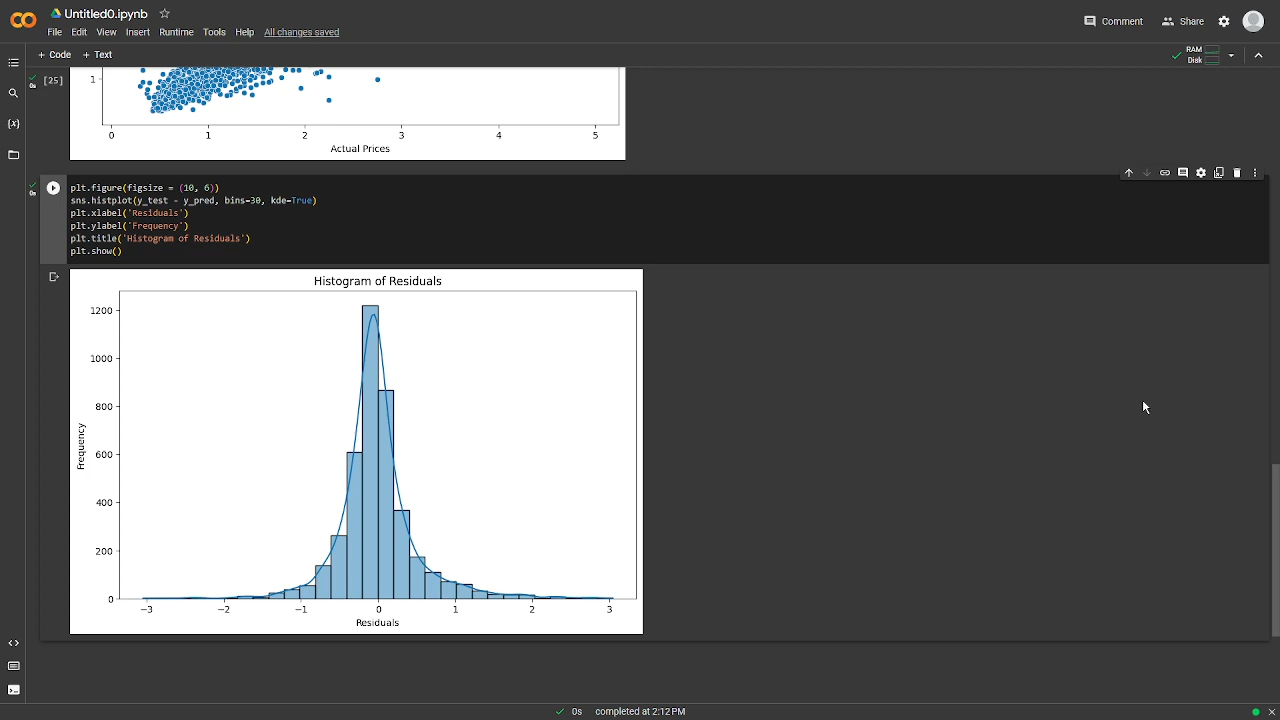 Untitled0.ipynb
File Edit View Insert Runtime Tools Help All changes saved
Comment Share
+ Code + Text
RAM
Disk
[25]
0s
1
0 1 2 3 4 5
Actual Prices
0s
plt.figure(figsize = (10, 6))
sns.histplot(y_test - y_pred, bins=30, kde=True)
plt.xlabel('Residuals')
plt.ylabel('Frequency')
plt.title('Histogram of Residuals')
plt.show()
Histogram of Residuals
1200
1000
800
600
400
200
0
Frequency
−3 −2 −1 0 1 2 3
Residuals
0s completed at 2:12 PM